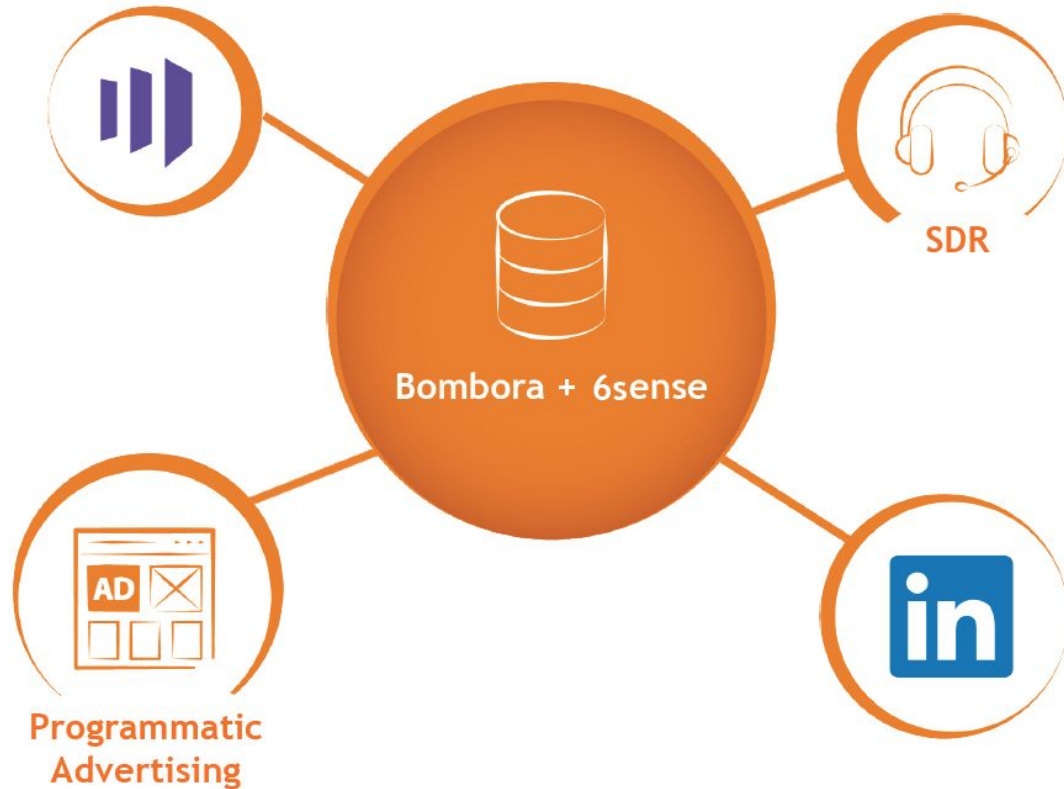 SDR
Bombora + 6sense
AD
in
Programmatic
Advertising